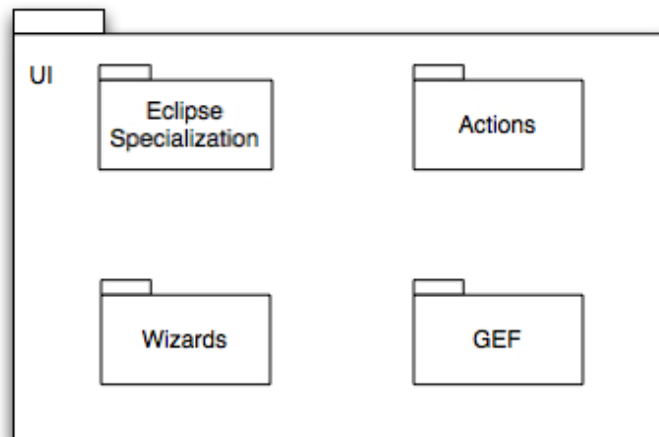 UI
Eclipse
Specialization
Actions
Wizards
GEF